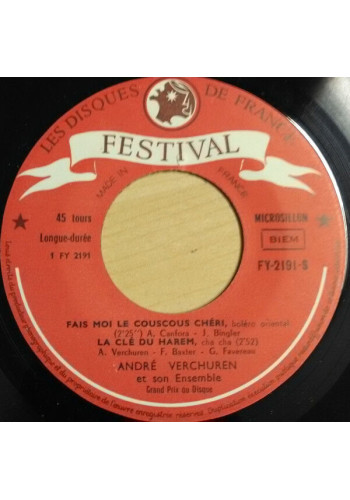 LES DISQUES DE FRANCE
FESTIVAL
MADE IN FRANCE
45 tours
Longue-durée
1 FY 2191
MICROSILLON
BIEM
FY-2191-S
FAIS MOI LE COUSCOUS CHÉRI, boléro oriental
(2'25") A. Canfora - J. Bingler
LA CLÉ DU HAREM, cha cha (2'52)
A. Verchuren - F. Baxter - G. Favereau
ANDRÉ VERCHUREN
et son Ensemble
Grand Prix du Disque